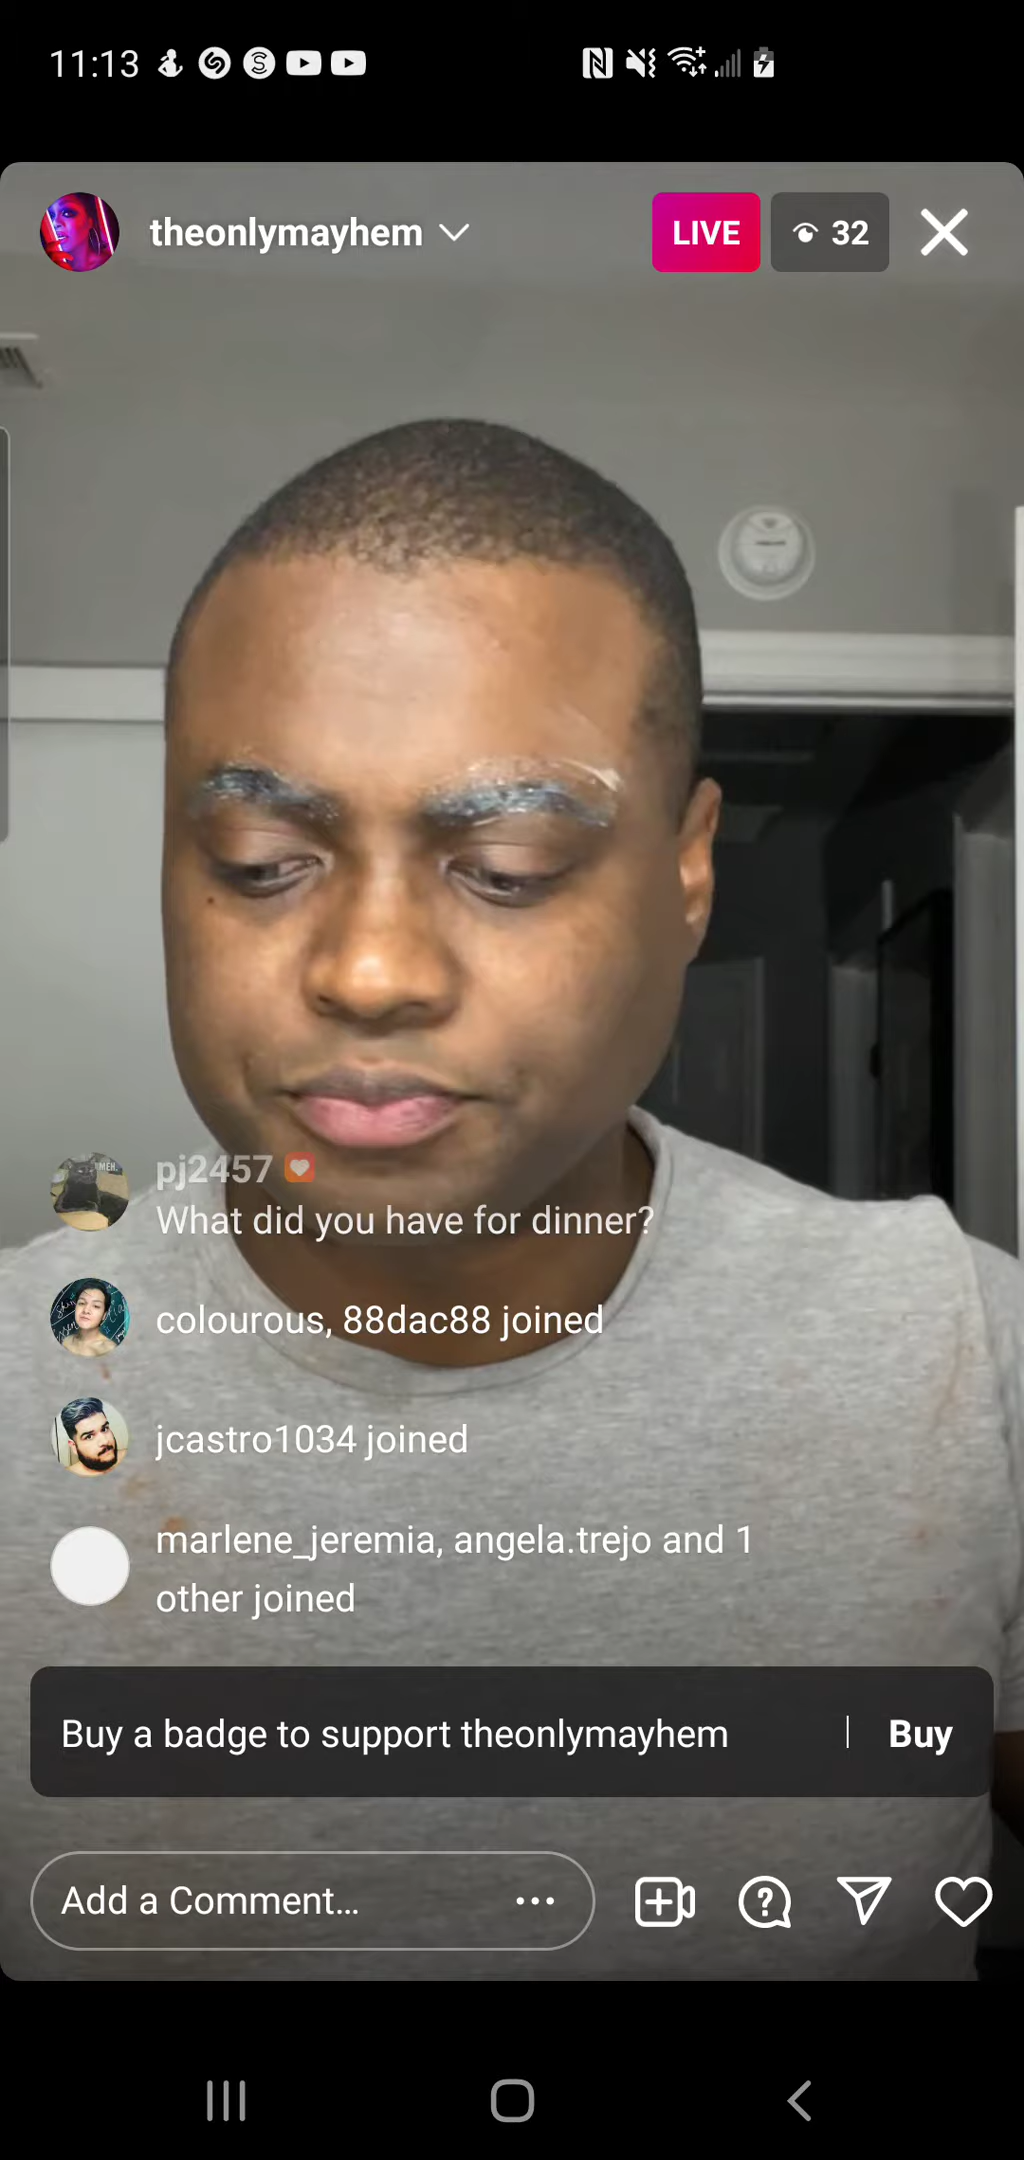 11:13
theonlymayhem
LIVE
32
MEH.
pj2457
What did you have for dinner?
colourous, 88dac88 joined
jcastro1034 joined
marlene_jeremia, angela.trejo and 1
other joined
Buy a badge to support theonlymayhem
Buy
Add a Comment...